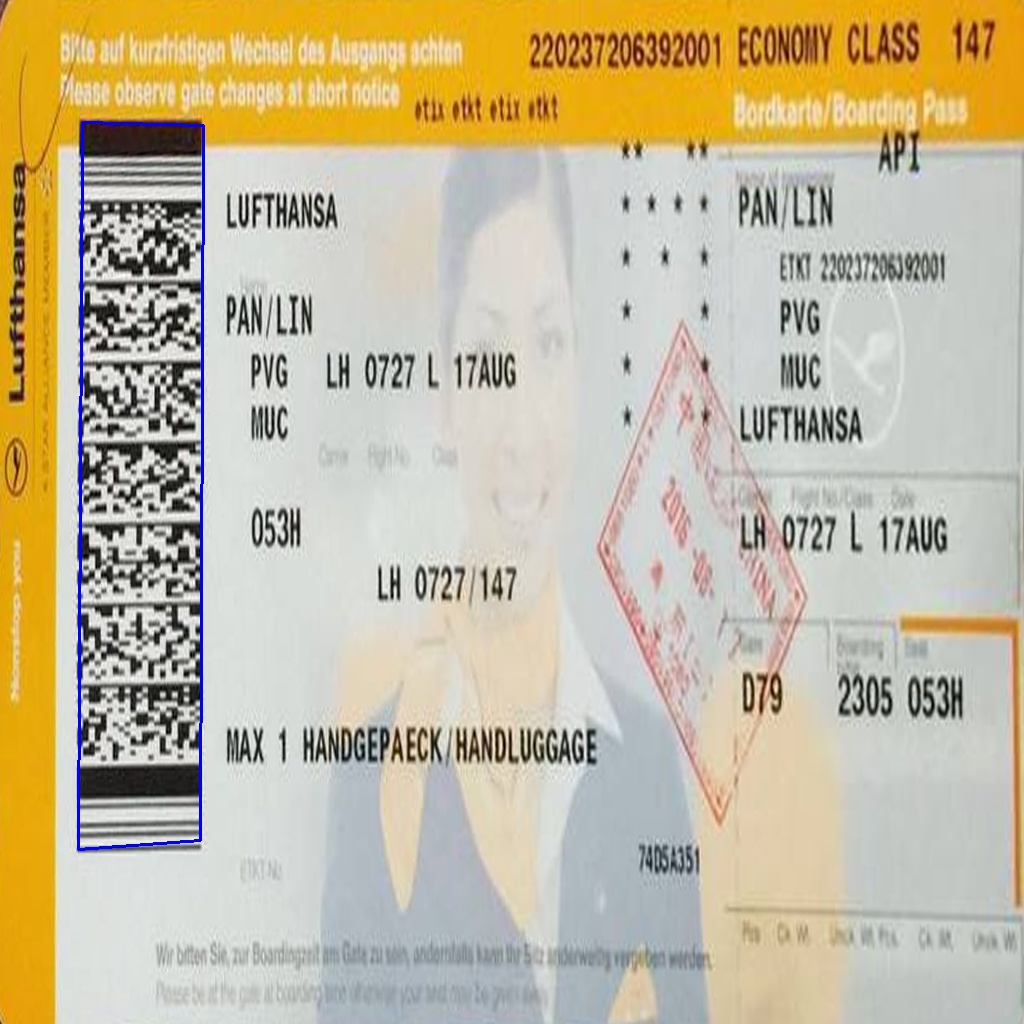 Bitte auf kurzfristigen Wechsel des Ausgangs achten
Please observe gate changes at short notice
etix etkt etix etkt
220237206392001 ECONOMY CLASS 147
Bordkarte/Boarding Pass
Lufthansa
A STAR ALLIANCE MEMBER
Nonstop you
** **
LUFTHANSA * * * *
* * *
Name
PAN/LIN * *
PVG LH 0727 L 17AUG * *
MUC * *
Carrier Flight No. Class
053H
LH 0727/147
MAX 1 HANDGEPAECK/HANDLUGGAGE
74D5A351
ETKT No
Wir bitten Sie, zur Boardingzeit am Gate zu sein, andernfalls kann Ihr Sitz anderweitig vergeben werden.
Please be at the gate at boarding time otherwise your seat may be given away
API
PAN/LIN
ETKT 220237206392001
PVG
MUC
LUFTHANSA
Carrier Flight No./Class Date
LH 0727 L 17AUG
Gate Boarding Seat
D79 2305 053H
Pcs Ck. Wt. Unck. Wt. Pcs. Ck. Wt. Unck. Wt.
2016